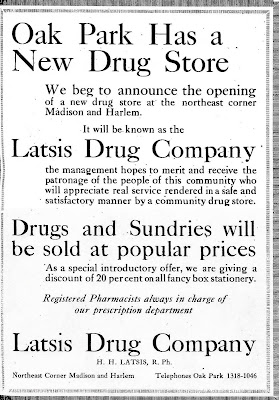 Oak Park Has a
New Drug Store
We beg to announce the opening
of a new drug store at the northeast corner
Madison and Harlem.
It will be known as the
Latsis Drug Company
the management hopes to merit and receive the
patronage of the people of this community who
will appreciate real service rendered in a safe and
satisfactory manner by a community drug store.
Drugs and Sundries will
be sold at popular prices
As a special introductory offer, we are giving a
discount of 20 per cent on all fancy box stationery.
Registered Pharmacists always in charge of
our prescription department
Latsis Drug Company
H. H. LATSIS, R. Ph.
Northeast Corner Madison and Harlem Telephones Oak Park 1318-1046